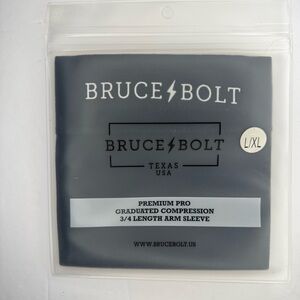 BRUCE BOLT
BRUCE BOLT
TEXAS
USA
L/XL
PREMIUM PRO
GRADUATED COMPRESSION
3/4 LENGTH ARM SLEEVE
WWW.BRUCEBOLT.US